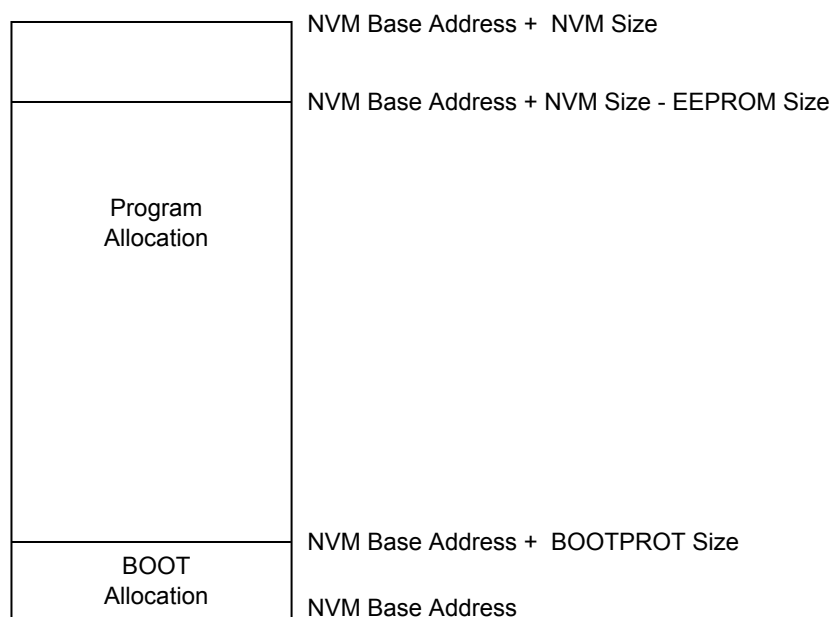 NVM Base Address + NVM Size
NVM Base Address + NVM Size - EEPROM Size
Program
Allocation
NVM Base Address + BOOTPROT Size
BOOT
Allocation
NVM Base Address